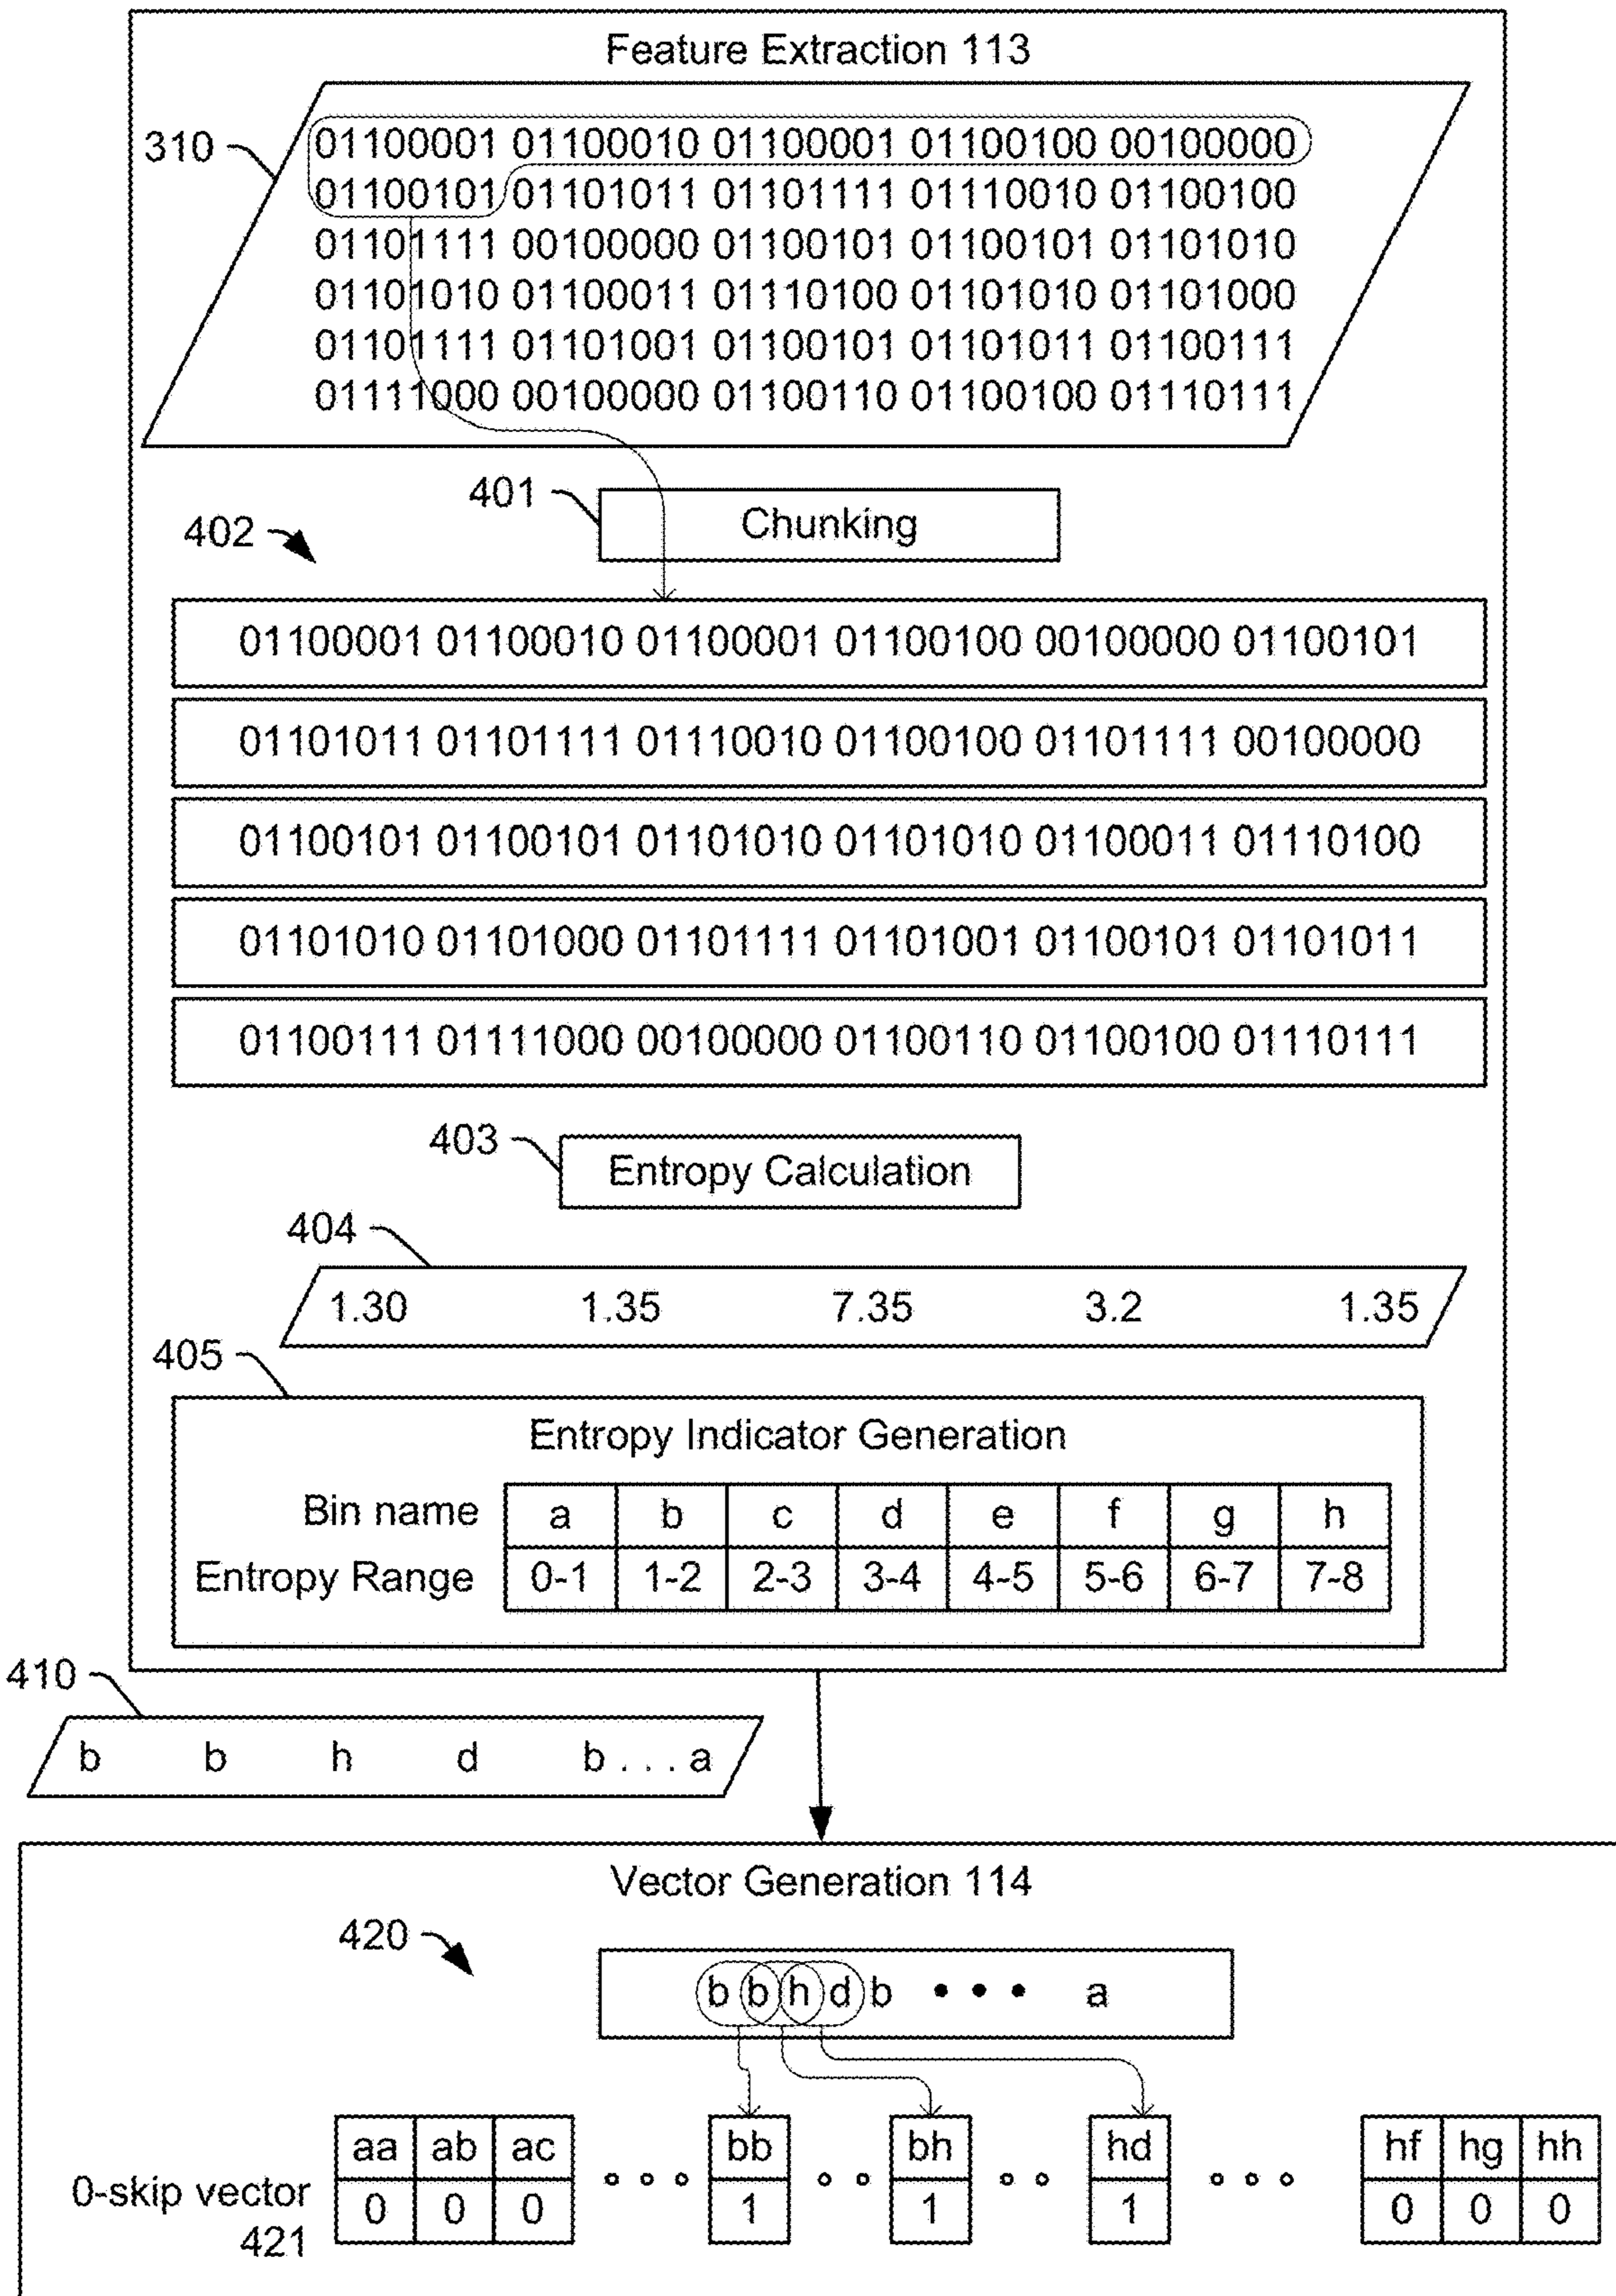 Feature Extraction 113
310
01100001 01100010 01100001 01100100 00100000
01100101 01101011 01101111 01110010 01100100
01101111 00100000 01100101 01100101 01101010
01101010 01100011 01110100 01101010 01101000
01101111 01101001 01100101 01101011 01100111
01111000 00100000 01100110 01100100 01110111
401
Chunking
402
01100001 01100010 01100001 01100100 00100000 01100101
01101011 01101111 01110010 01100100 01101111 00100000
01100101 01100101 01101010 01101010 01100011 01110100
01101010 01101000 01101111 01101001 01100101 01101011
01100111 01111000 00100000 01100110 01100100 01110111
403
Entropy Calculation
404
1.30 1.35 7.35 3.2 1.35
405
Entropy Indicator Generation
Bin name a b c d e f g h
Entropy Range 0-1 1-2 2-3 3-4 4-5 5-6 6-7 7-8
410
b b h d b . . . a
Vector Generation 114
420
b b h d b • • • a
aa ab ac bb bh hd hf hg hh
0-skip vector 0 0 0 1 1 1 0 0 0
421